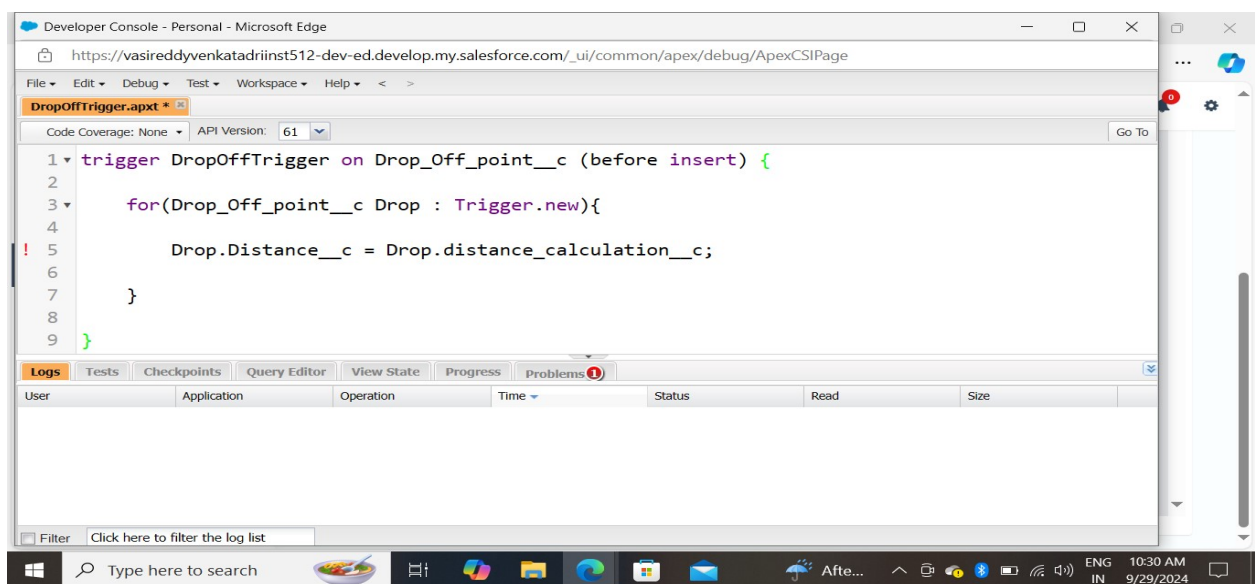 Developer Console - Personal - Microsoft Edge
https://vasireddyvenkatadriinst512-dev-ed.develop.my.salesforce.com/_ui/common/apex/debug/ApexCSIPage
File Edit Debug Test Workspace Help < >
DropOffTrigger.apxt *
Code Coverage: None API Version: 61 Go To
1 trigger DropOffTrigger on Drop_Off_point__c (before insert) {
2
3 for(Drop_Off_point__c Drop : Trigger.new){
4
! 5 Drop.Distance__c = Drop.distance_calculation__c;
6
7 }
8
9 }
Logs Tests Checkpoints Query Editor View State Progress Problems 1
User Application Operation Time Status Read Size
Filter Click here to filter the log list
Type here to search Afte... ENG 10:30 AM
IN 9/29/2024